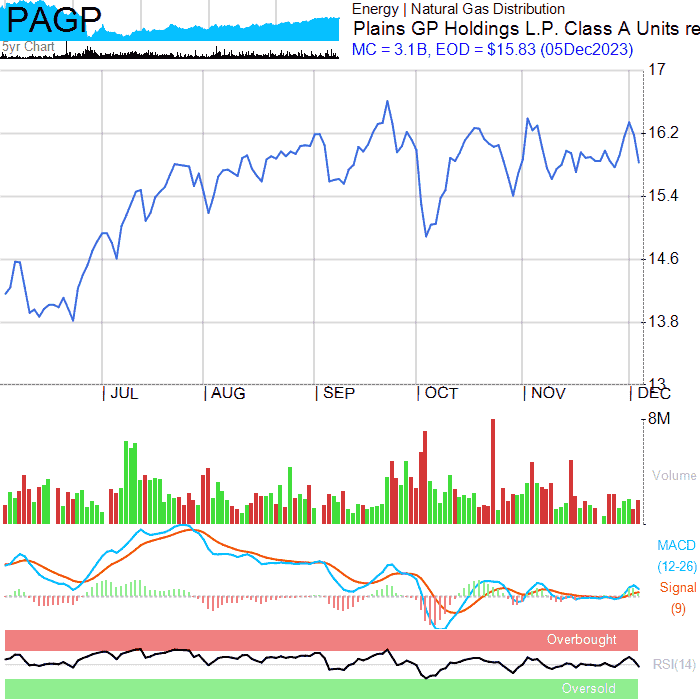 PAGP
5yr Chart
Energy | Natural Gas Distribution
Plains GP Holdings L.P. Class A Units re
MC = 3.1B, EOD = $15.83 (05Dec2023)
17
16.2
15.4
14.6
13.8
13
| JUL | AUG | SEP | OCT | NOV | DEC
8M
Volume
MACD
(12-26)
Signal
(9)
Overbought
RSI(14)
Oversold